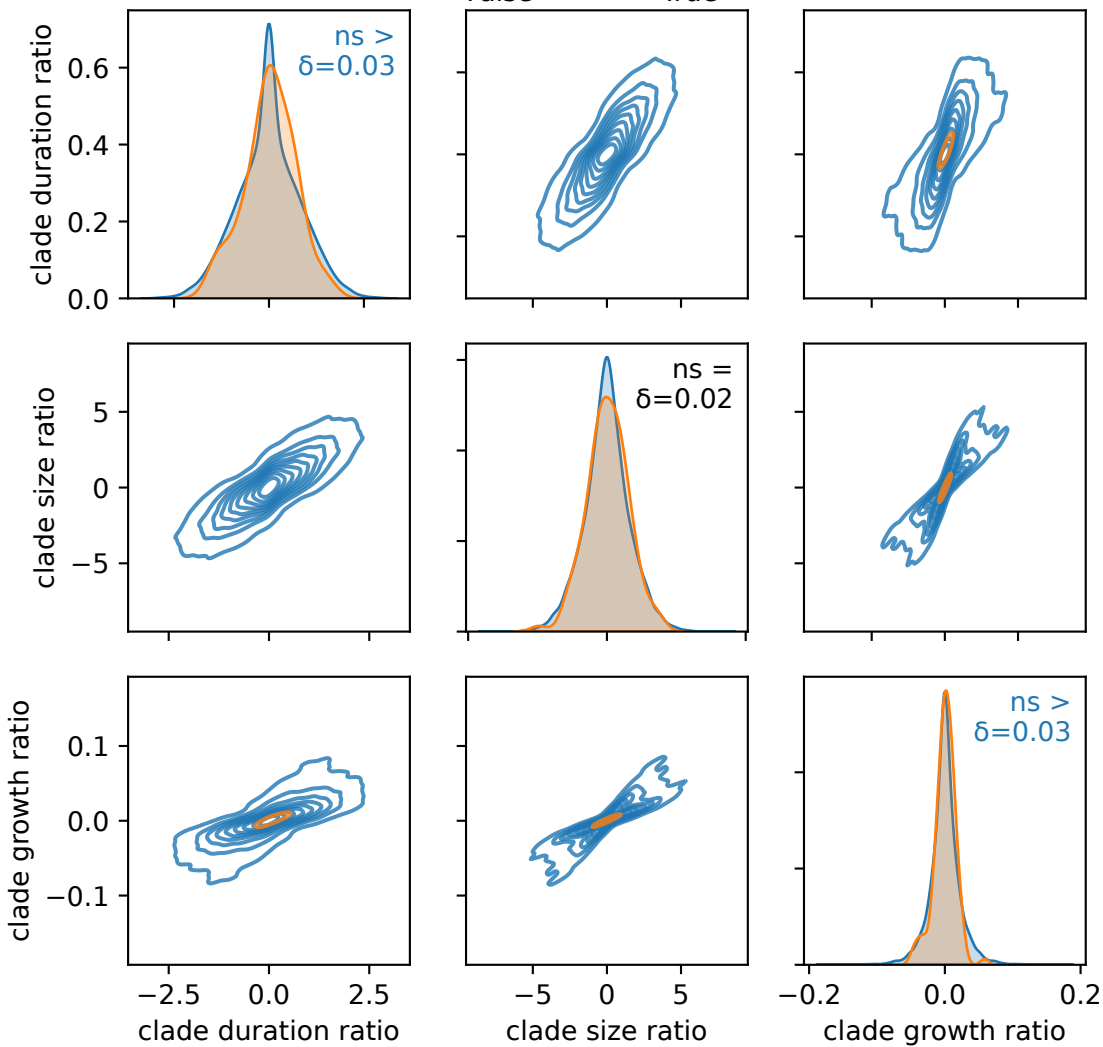 clade duration ratio
0.6
0.4
0.2
0.0
ns >
δ=0.03
clade size ratio
5
0
−5
ns =
δ=0.02
clade growth ratio
0.1
0.0
−0.1
ns >
δ=0.03
−2.5 0.0 2.5
−5 0 5
−0.2 0.0 0.2
clade duration ratio
clade size ratio
clade growth ratio